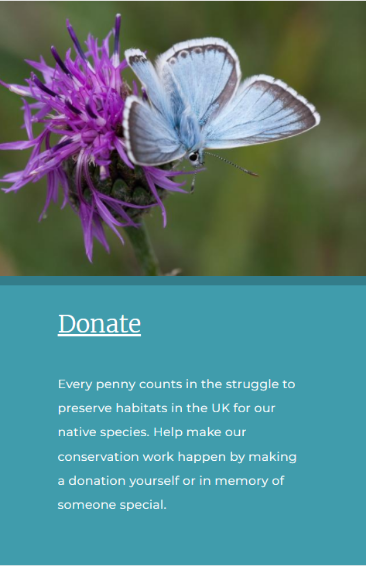 Donate
Every penny counts in the struggle to
preserve habitats in the UK for our
native species. Help make our
conservation work happen by making
a donation yourself or in memory of
someone special.